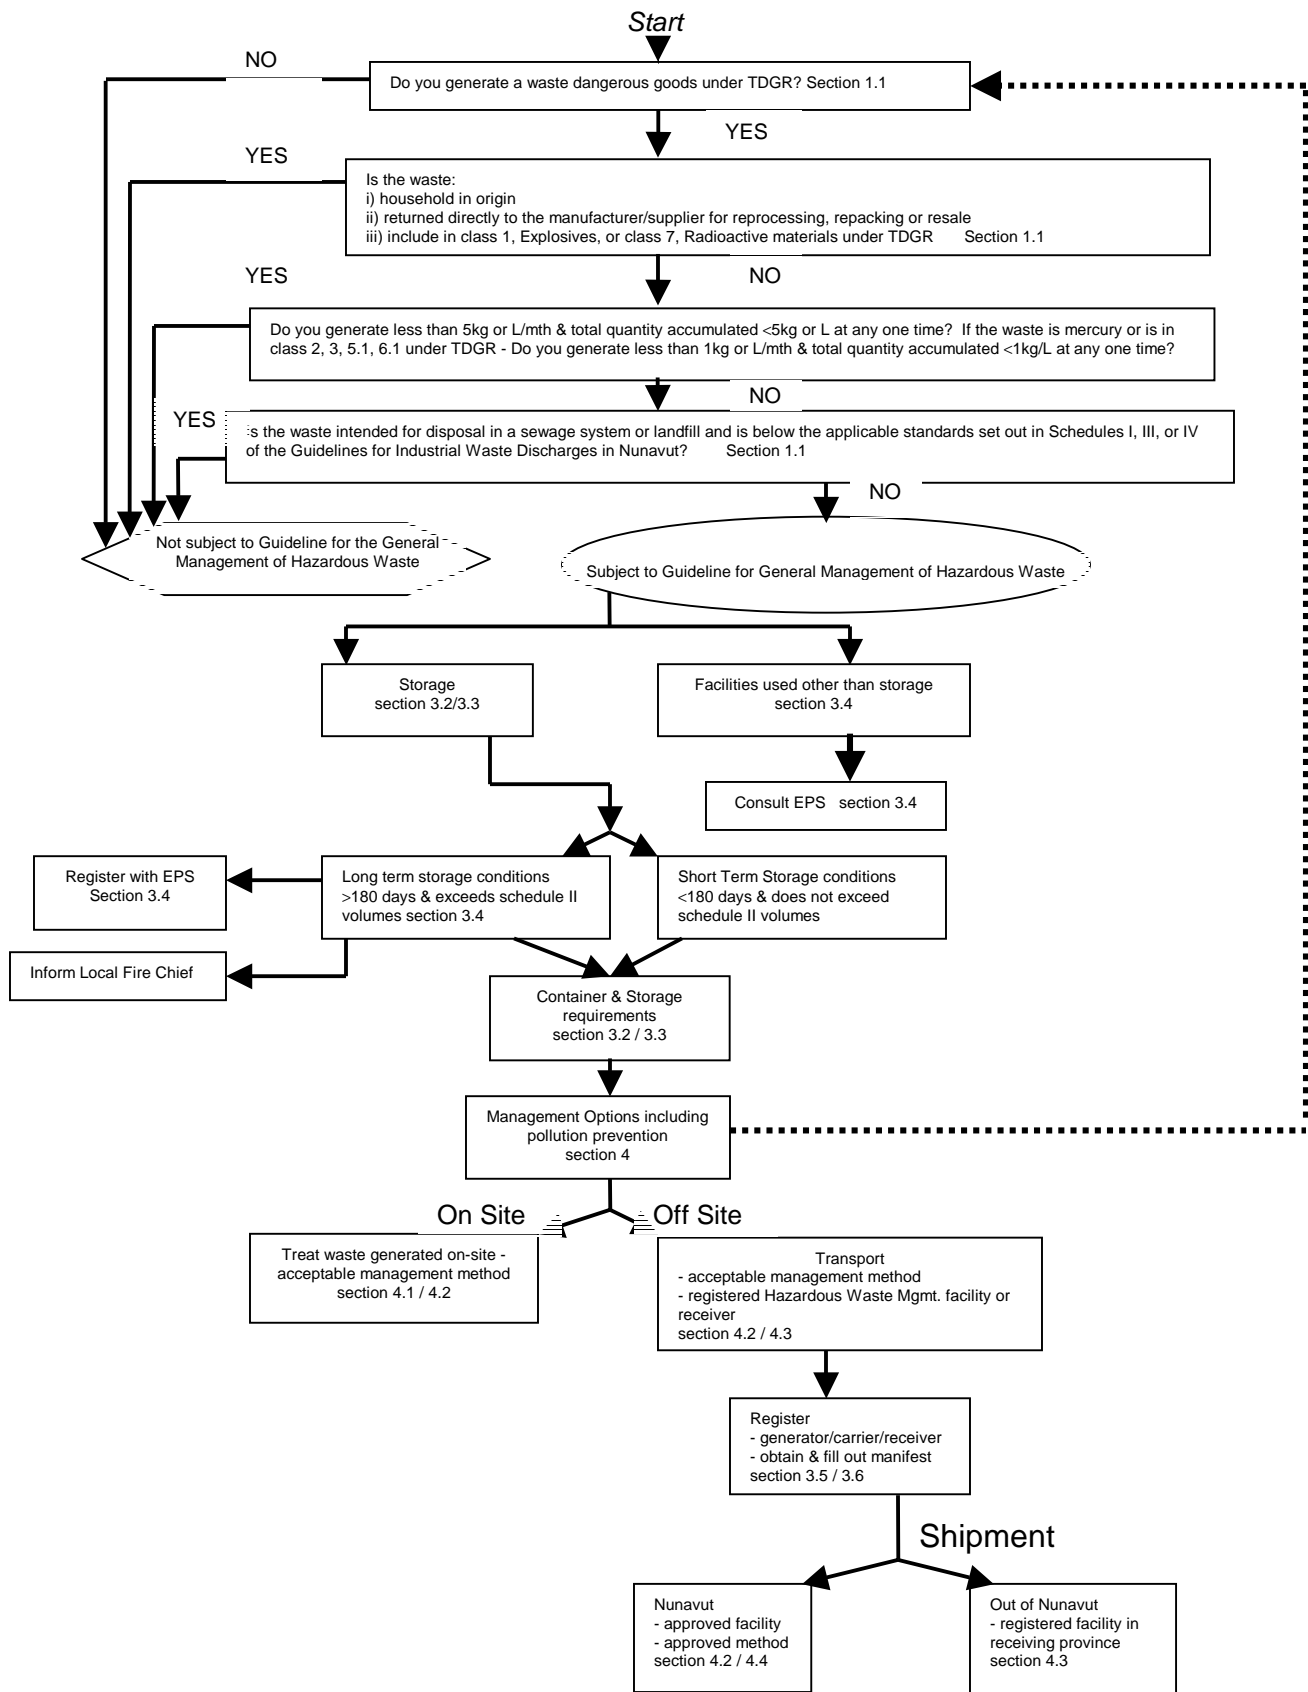 Start
NO
Do you generate a waste dangerous goods under TDGR? Section 1.1
YES
YES
Is the waste:
i) household in origin
ii) returned directly to the manufacturer/supplier for reprocessing, repacking or resale
iii) include in class 1, Explosives, or class 7, Radioactive materials under TDGR Section 1.1
YES
NO
Do you generate less than 5kg or L/mth & total quantity accumulated <5kg or L at any one time? If the waste is mercury or is in
class 2, 3, 5.1, 6.1 under TDGR - Do you generate less than 1kg or L/mth & total quantity accumulated <1kg/L at any one time?
NO
YES
s the waste intended for disposal in a sewage system or landfill and is below the applicable standards set out in Schedules I, III, or IV
of the Guidelines for Industrial Waste Discharges in Nunavut? Section 1.1
NO
Not subject to Guideline for the General
Management of Hazardous Waste
Subject to Guideline for General Management of Hazardous Waste
Storage
section 3.2/3.3
Facilities used other than storage
section 3.4
Consult EPS section 3.4
Register with EPS
Section 3.4
Long term storage conditions
>180 days & exceeds schedule II
volumes section 3.4
Short Term Storage conditions
<180 days & does not exceed
schedule II volumes
Inform Local Fire Chief
Container & Storage
requirements
section 3.2 / 3.3
Management Options including
pollution prevention
section 4
On Site
Off Site
Treat waste generated on-site -
acceptable management method
section 4.1 / 4.2
Transport
- acceptable management method
- registered Hazardous Waste Mgmt. facility or
receiver
section 4.2 / 4.3
Register
- generator/carrier/receiver
- obtain & fill out manifest
section 3.5 / 3.6
Shipment
Nunavut
- approved facility
- approved method
section 4.2 / 4.4
Out of Nunavut
- registered facility in
receiving province
section 4.3